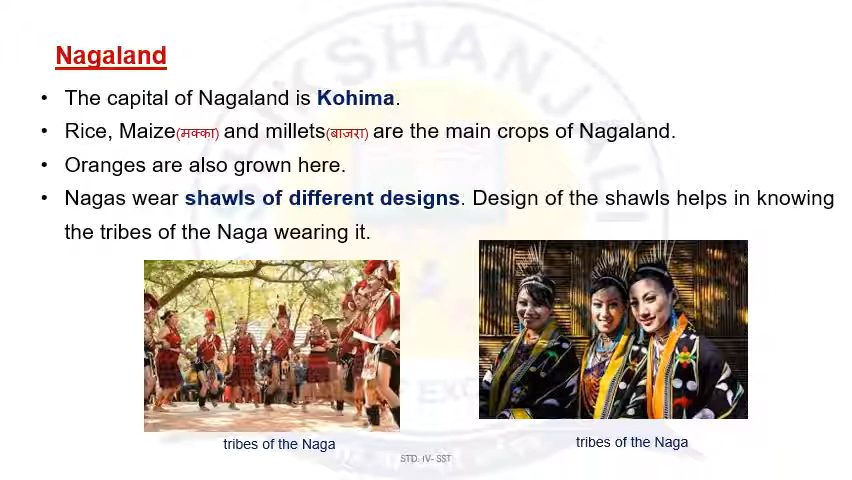 Nagaland
• The capital of Nagaland is Kohima.
• Rice, Maize(मक्का) and millets(बाजरा) are the main crops of Nagaland.
• Oranges are also grown here.
• Nagas wear shawls of different designs. Design of the shawls helps in knowing
the tribes of the Naga wearing it.
tribes of the Naga
tribes of the Naga
STD. IV- SST